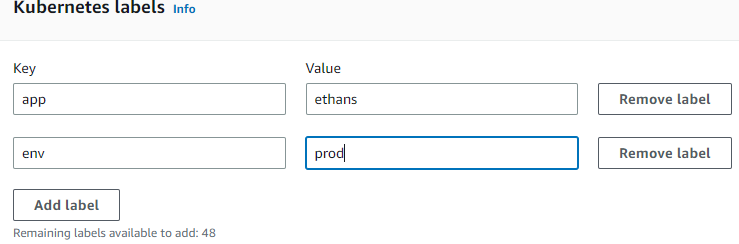 Kubernetes labels Info
Key Value
app ethans Remove label
env prod Remove label
Add label
Remaining labels available to add: 48